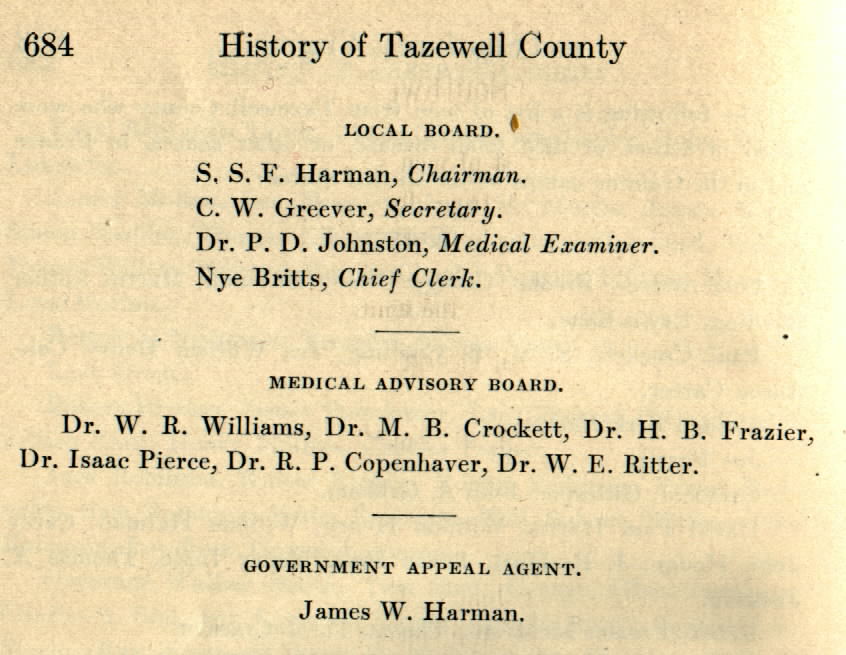 684 History of Tazewell County
LOCAL BOARD.
S. S. F. Harman, Chairman.
C. W. Greever, Secretary.
Dr. P. D. Johnston, Medical Examiner.
Nye Britts, Chief Clerk.
MEDICAL ADVISORY BOARD.
Dr. W. R. Williams, Dr. M. B. Crockett, Dr. H. B. Frazier,
Dr. Isaac Pierce, Dr. R. P. Copenhaver, Dr. W. E. Ritter.
GOVERNMENT APPEAL AGENT.
James W. Harman.